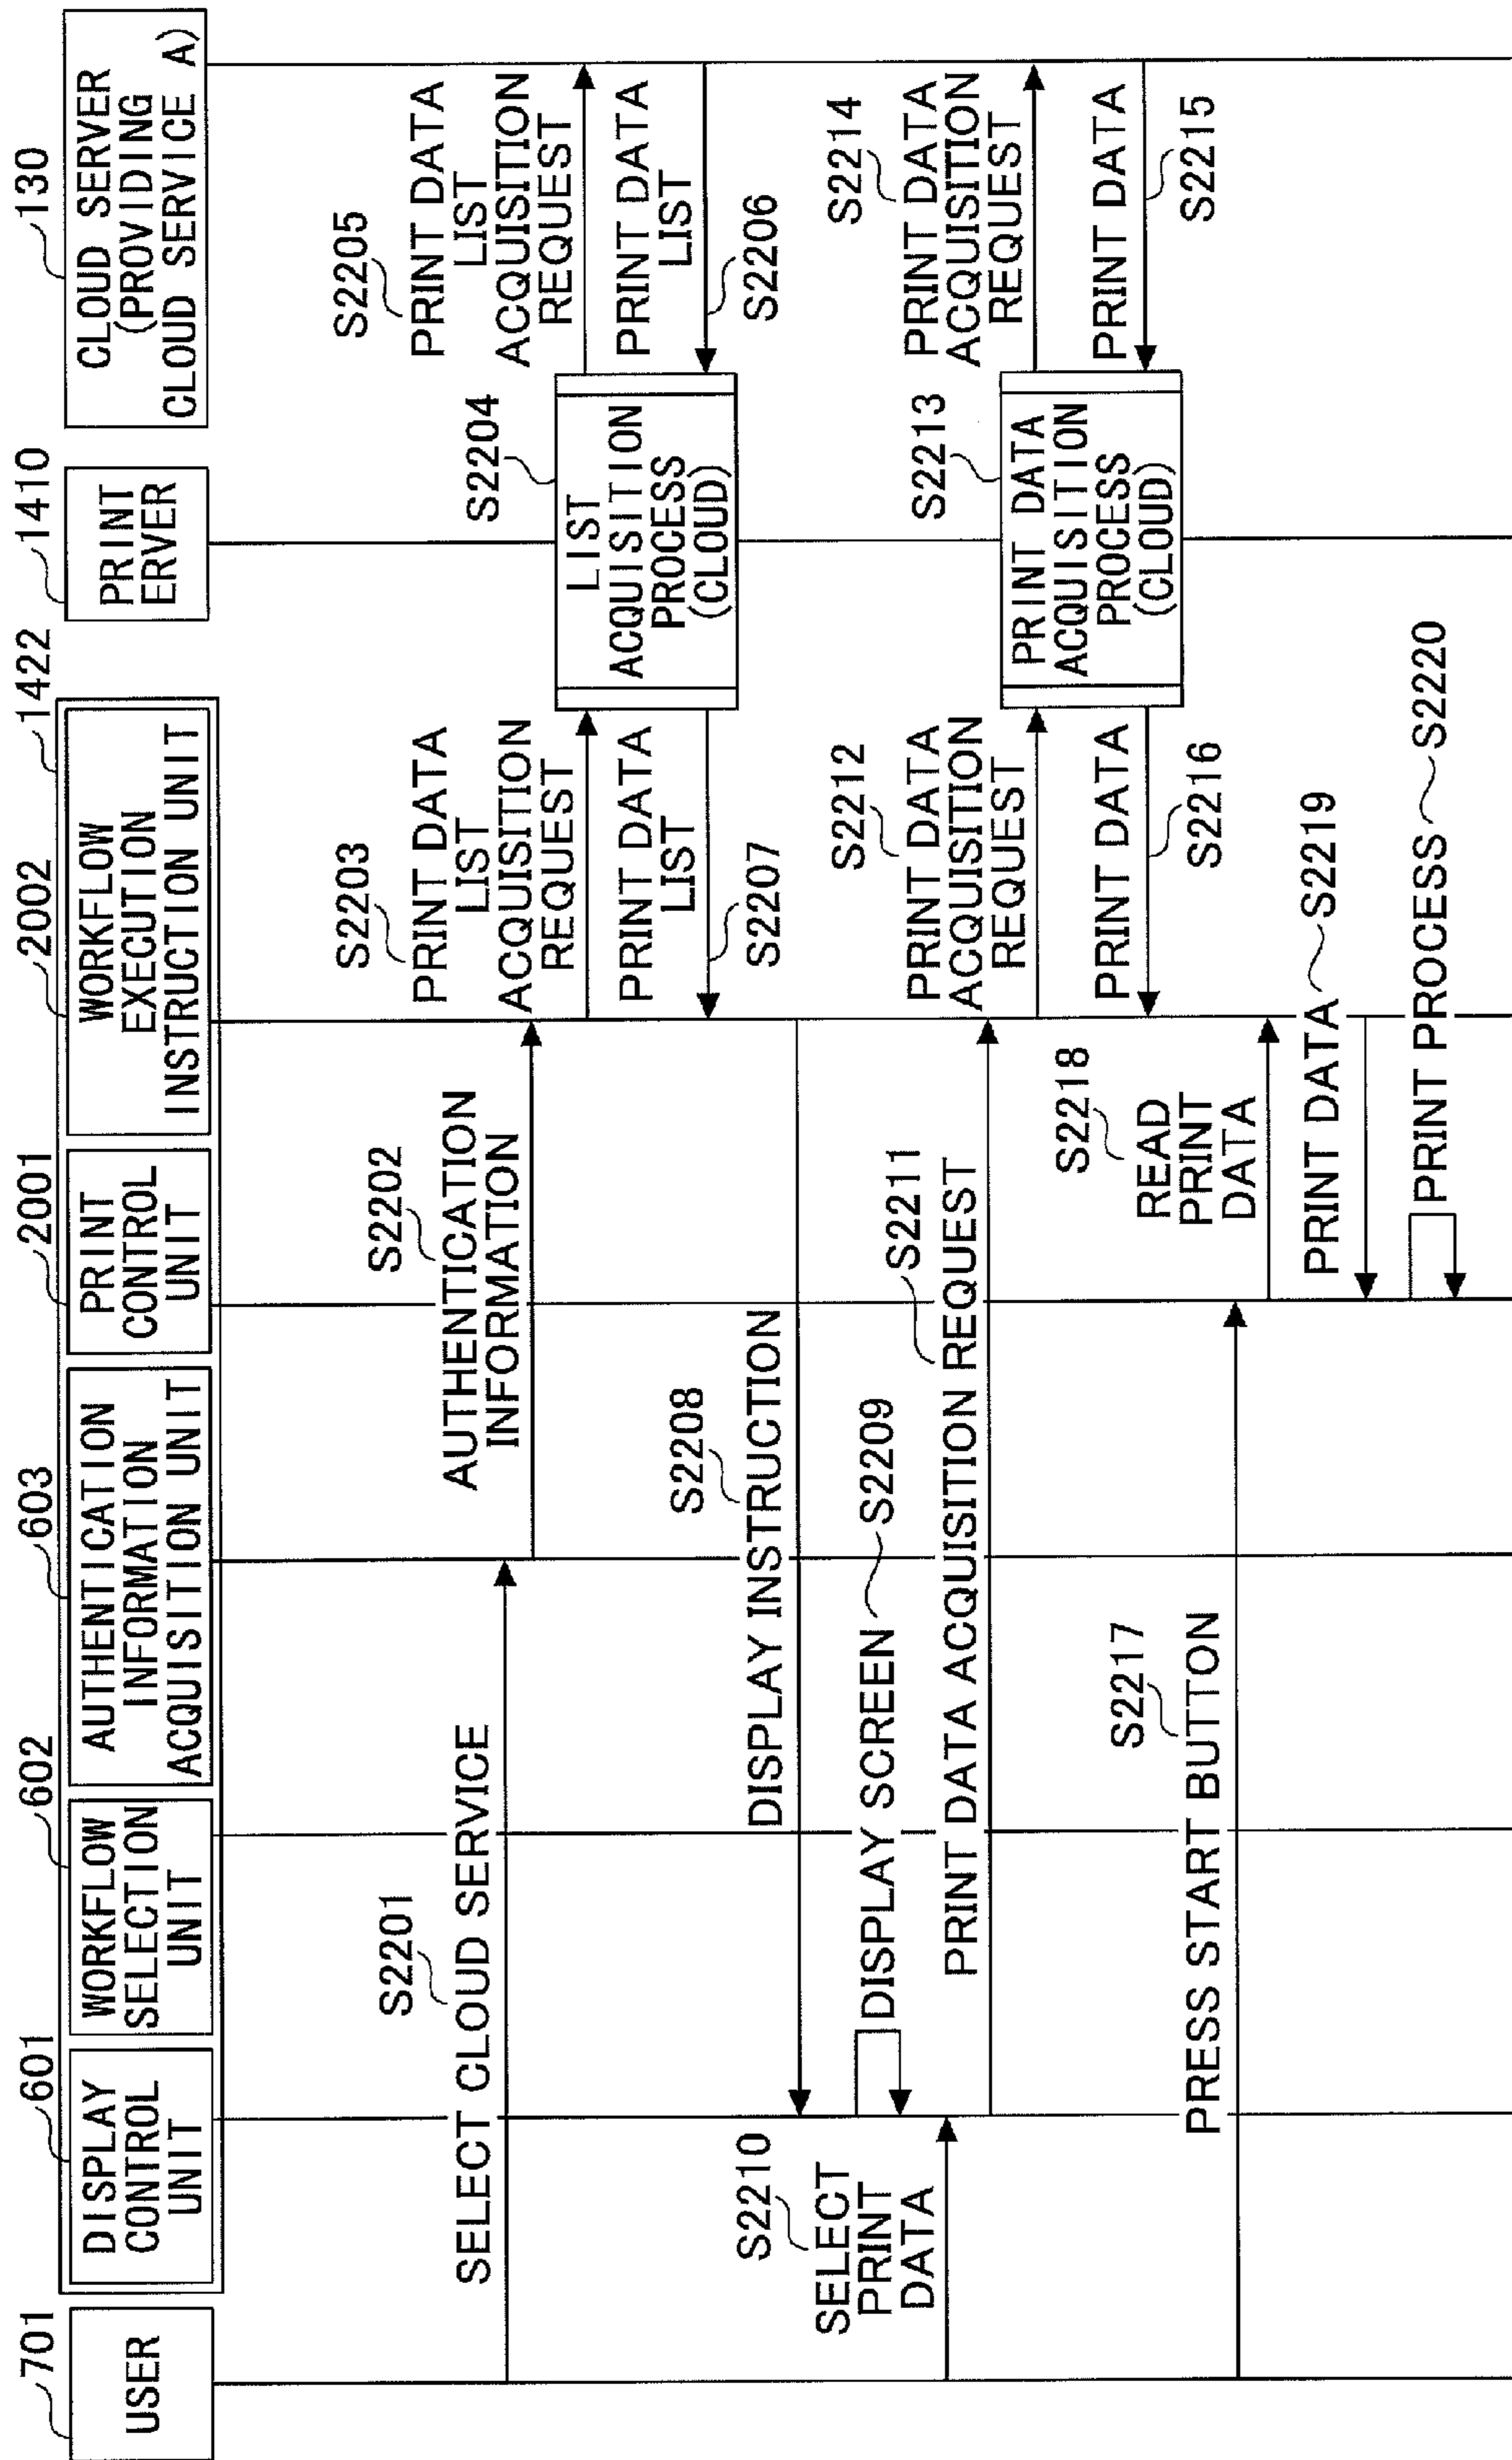 701
USER
601
DISPLAY
CONTROL
UNIT
602
WORKFLOW
SELECTION
UNIT
603
AUTHENTICATION
INFORMATION
ACQUISITION UNIT
2001
PRINT
CONTROL
UNIT
2002
WORKFLOW
EXECUTION
INSTRUCTION UNIT
1422
1410
PRINT
ERVER
130
CLOUD SERVER
(PROVIDING
CLOUD SERVICE A)
S2201
SELECT CLOUD SERVICE
S2202
AUTHENTICATION
INFORMATION
S2203
PRINT DATA
LIST
ACQUISITION
REQUEST
S2204
LIST
ACQUISITION
PROCESS
(CLOUD)
S2205
PRINT DATA
LIST
ACQUISITION
REQUEST
PRINT DATA
LIST
S2206
PRINT DATA
LIST
S2207
S2208
DISPLAY INSTRUCTION
DISPLAY SCREEN S2209
S2210
SELECT
PRINT
DATA
S2211
PRINT DATA ACQUISITION REQUEST
S2212
PRINT DATA
ACQUISITION
REQUEST
S2213
PRINT DATA
ACQUISITION
PROCESS
(CLOUD)
S2214
PRINT DATA
ACQUISITION
REQUEST
PRINT DATA
S2215
PRINT DATA
S2216
S2217
PRESS START BUTTON
S2218
READ
PRINT
DATA
PRINT DATA S2219
PRINT PROCESS S2220